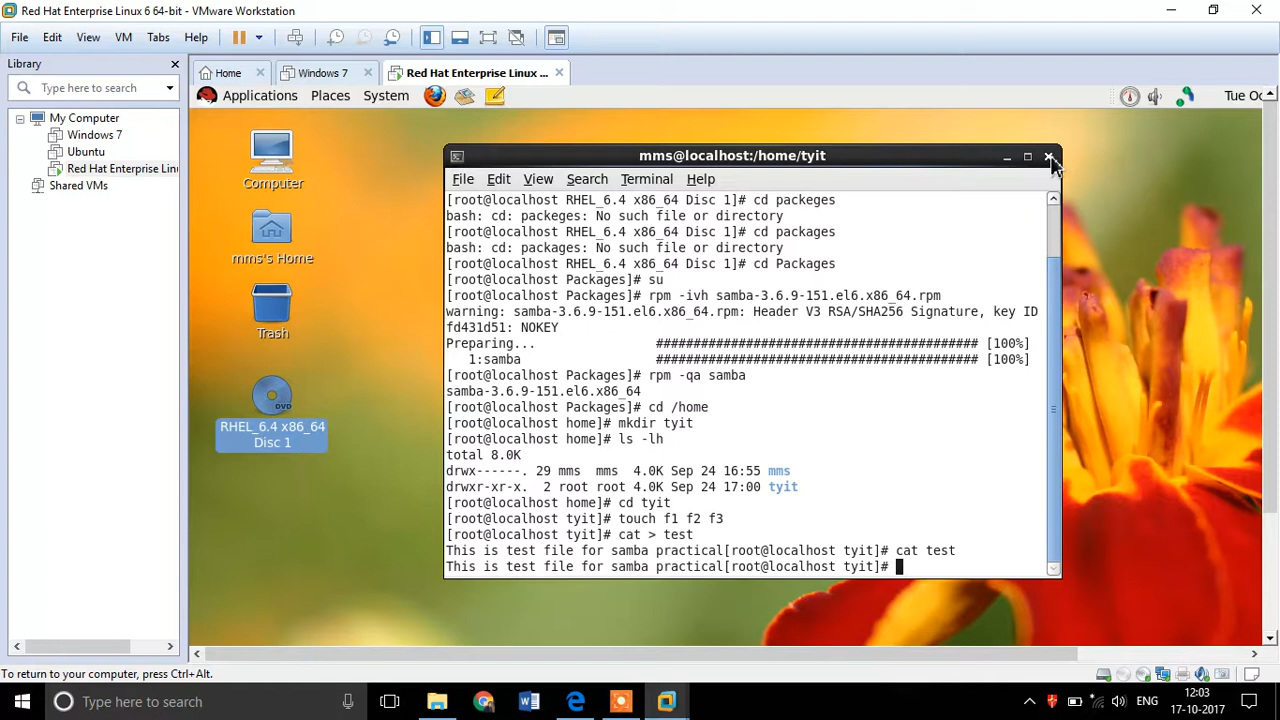 Red Hat Enterprise Linux 6 64-bit - VMware Workstation
File Edit View VM Tabs Help
Library
Type here to search
My Computer
Windows 7
Ubuntu
Red Hat Enterprise Lin
Shared VMs
Home
Windows 7
Red Hat Enterprise Linux ...
Applications Places System
Tue Oc
Computer
mms's Home
Trash
DVD
RHEL_6.4 x86_64
Disc 1
mms@localhost:/home/tyit
File Edit View Search Terminal Help
[root@localhost RHEL_6.4 x86_64 Disc 1]# cd packeges
bash: cd: packeges: No such file or directory
[root@localhost RHEL_6.4 x86_64 Disc 1]# cd packages
bash: cd: packages: No such file or directory
[root@localhost RHEL_6.4 x86_64 Disc 1]# cd Packages
[root@localhost Packages]# su
[root@localhost Packages]# rpm -ivh samba-3.6.9-151.el6.x86_64.rpm
warning: samba-3.6.9-151.el6.x86_64.rpm: Header V3 RSA/SHA256 Signature, key ID
fd431d51: NOKEY
Preparing... ########################################### [100%]
1:samba ########################################### [100%]
[root@localhost Packages]# rpm -qa samba
samba-3.6.9-151.el6.x86_64
[root@localhost Packages]# cd /home
[root@localhost home]# mkdir tyit
[root@localhost home]# ls -lh
total 8.0K
drwx------. 29 mms mms 4.0K Sep 24 16:55 mms
drwxr-xr-x. 2 root root 4.0K Sep 24 17:00 tyit
[root@localhost home]# cd tyit
[root@localhost tyit]# touch f1 f2 f3
[root@localhost tyit]# cat > test
This is test file for samba practical[root@localhost tyit]# cat test
This is test file for samba practical[root@localhost tyit]#
To return to your computer, press Ctrl+Alt.
Type here to search
ENG
12:03
17-10-2017